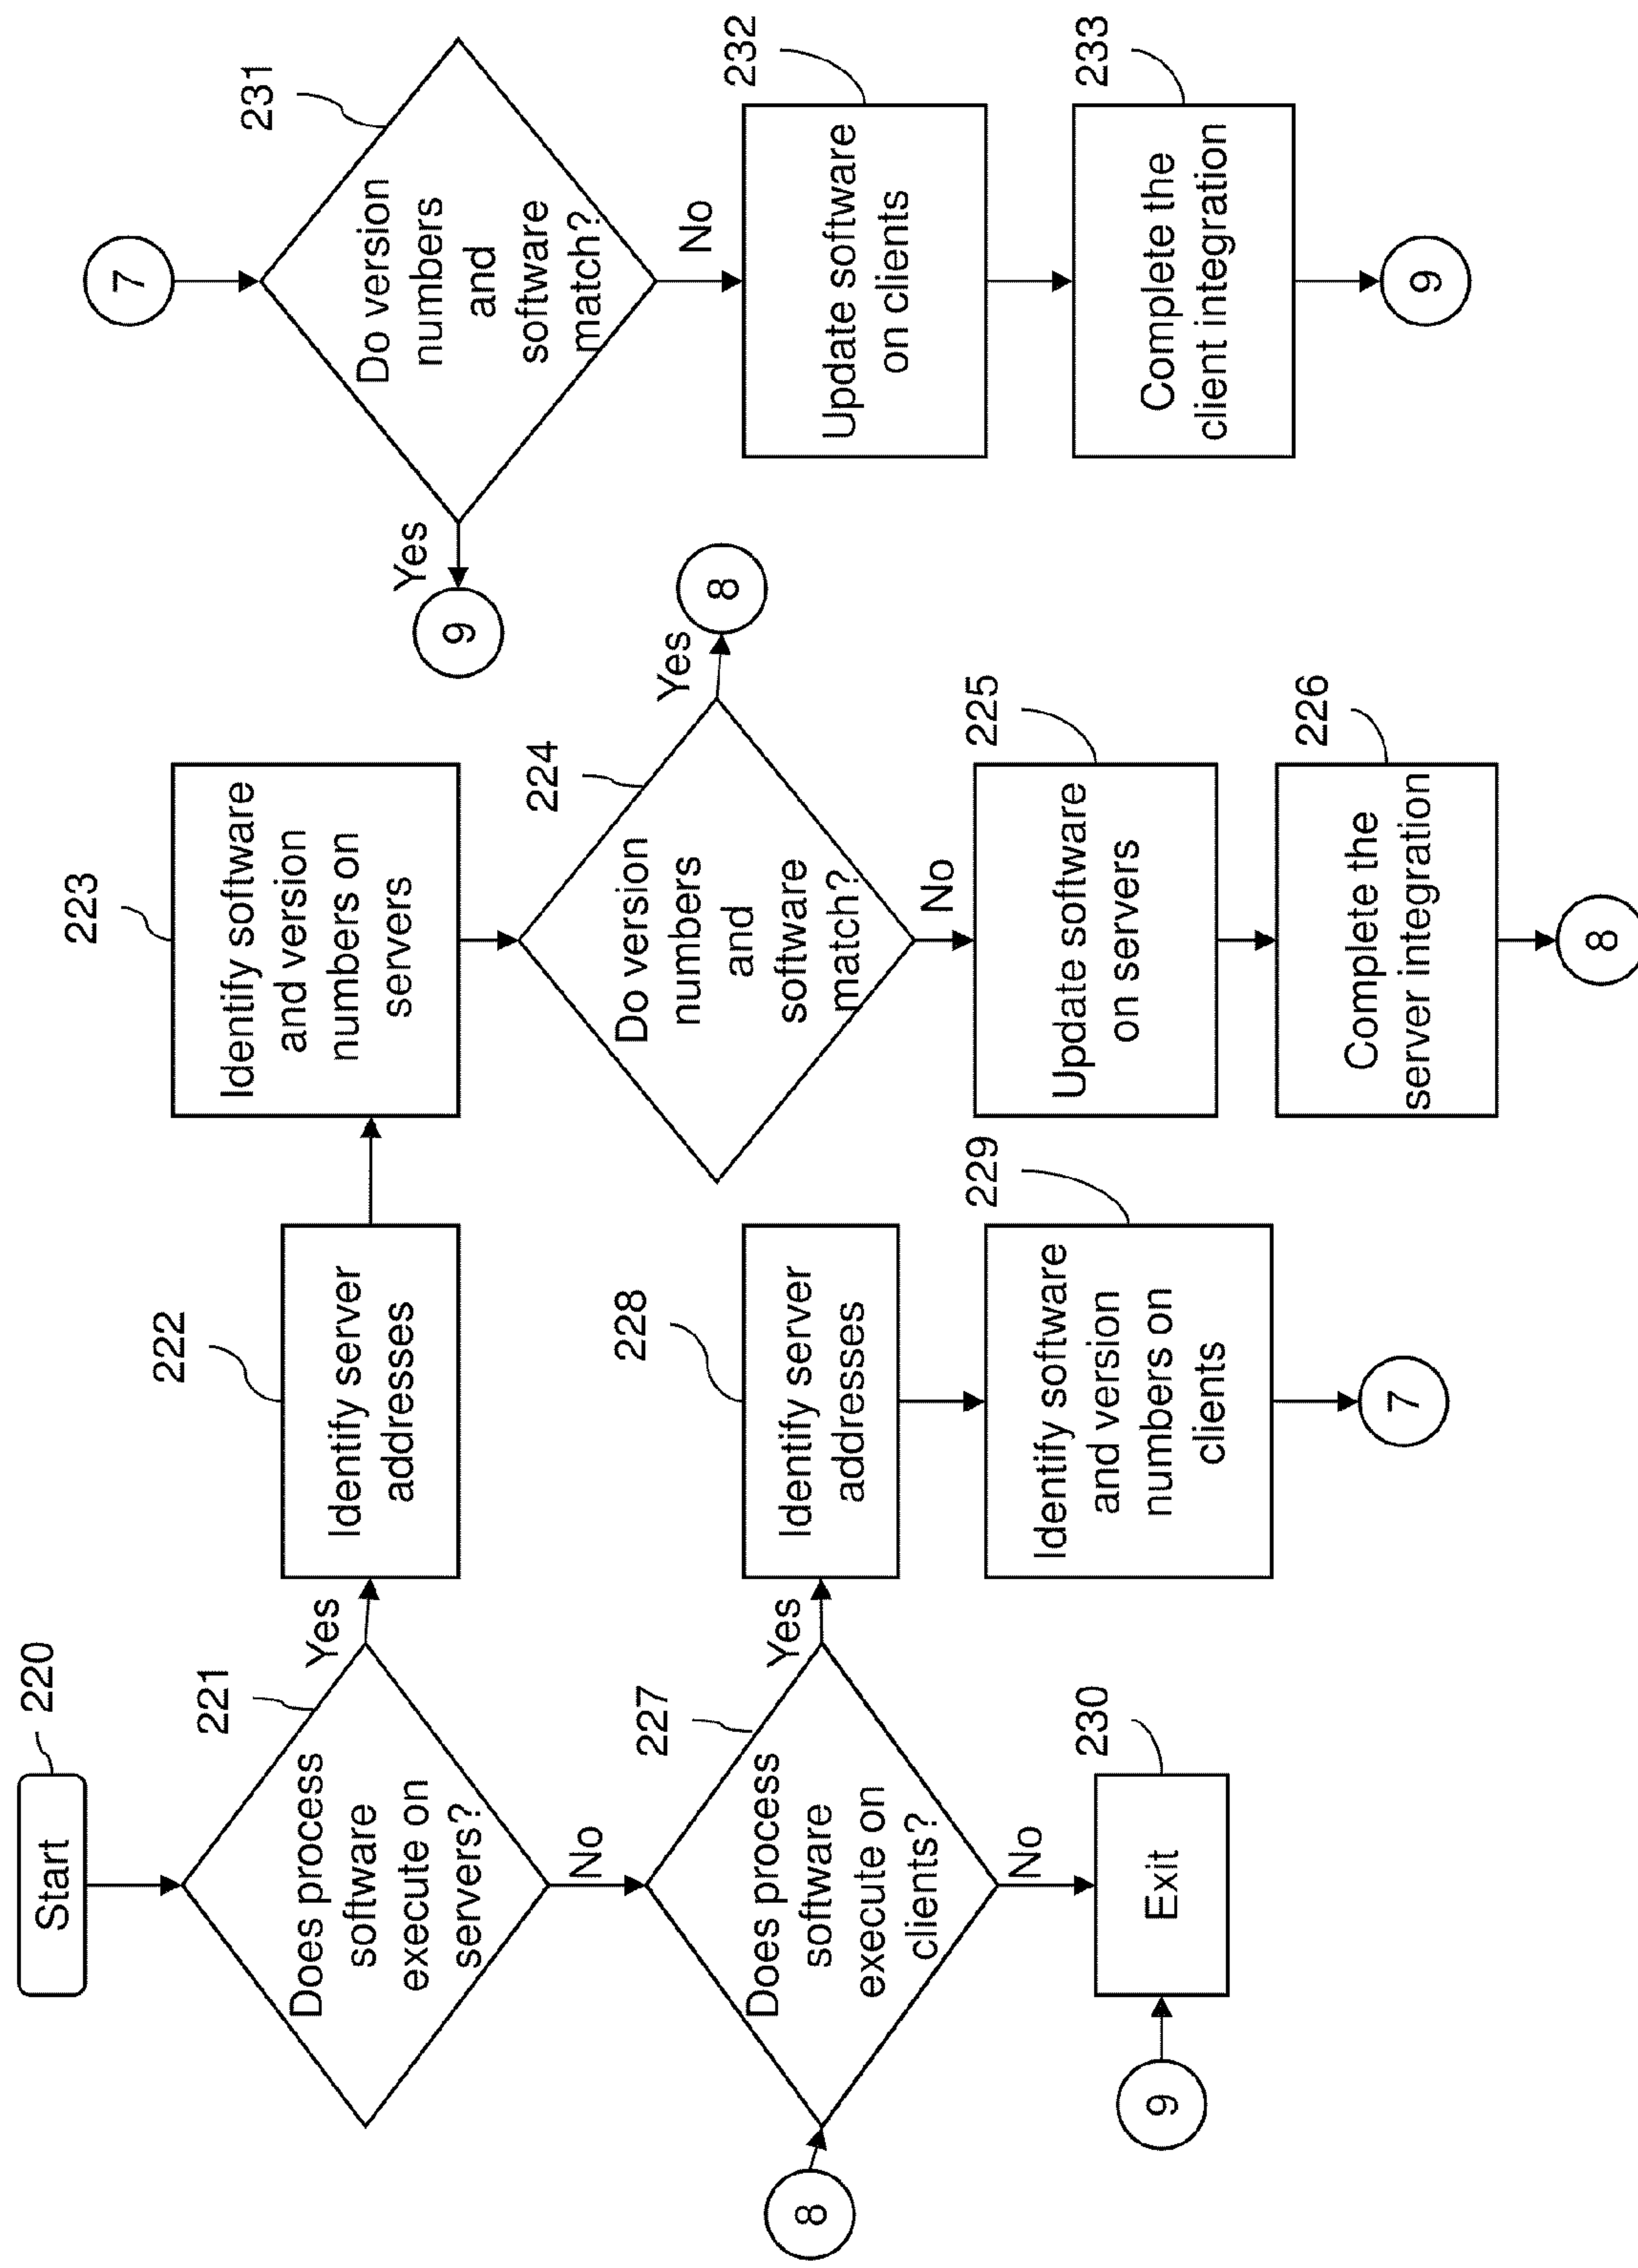 220
Start
221
Does process
software
execute on
servers?
Yes
No
222
Identify server
addresses
223
Identify software
and version
numbers on
servers
224
Do version
numbers
and
software
match?
Yes
8
No
225
Update software
on servers
226
Complete the
server integration
8
8
227
Does process
software
execute on
clients?
Yes
No
228
Identify server
addresses
229
Identify software
and version
numbers on
clients
7
9
230
Exit
7
231
Do version
numbers
and
software
match?
Yes
9
No
232
Update software
on clients
233
Complete the
client integration
9